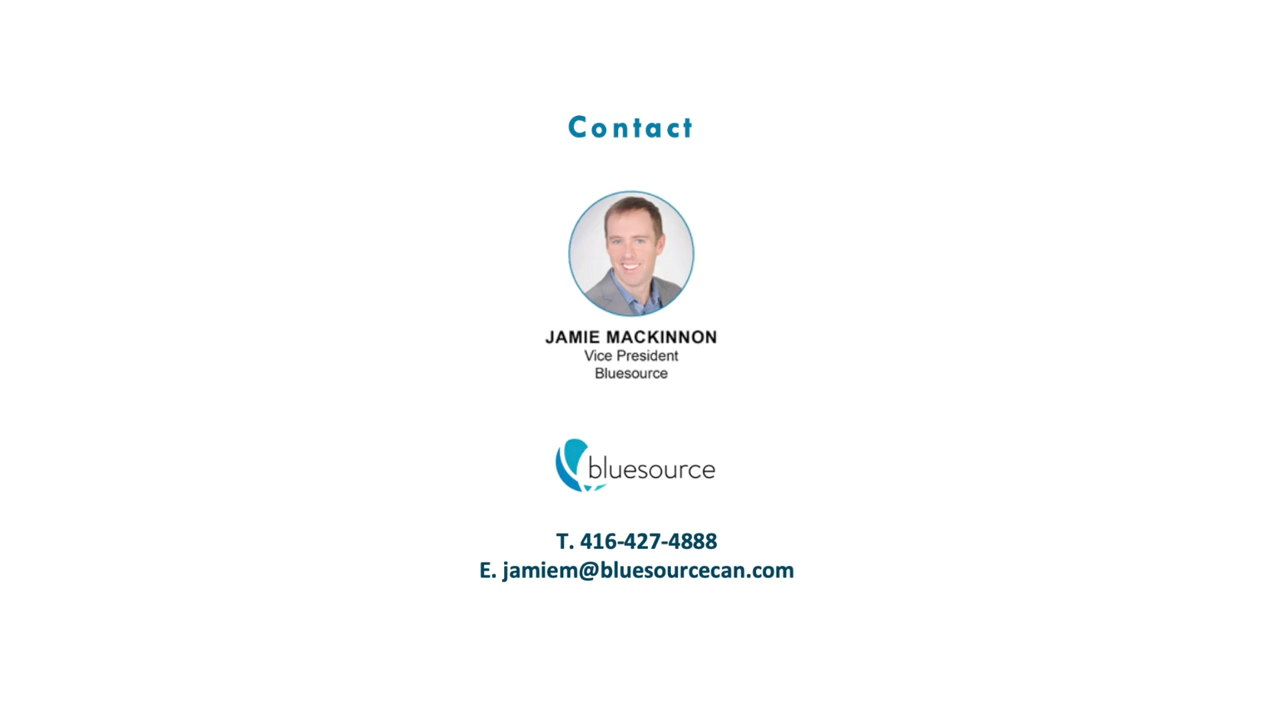 Contact
JAMIE MACKINNON
Vice President
Bluesource
bluesource
T. 416-427-4888
E. jamiem@bluesourcecan.com